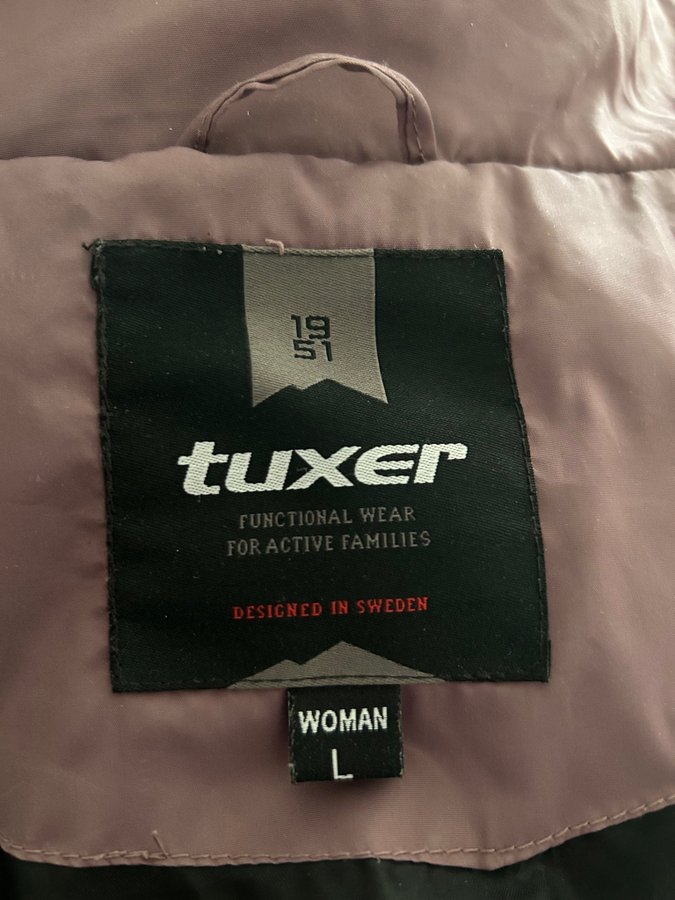 19
51
tuxer
FUNCTIONAL WEAR
FOR ACTIVE FAMILIES
DESIGNED IN SWEDEN
WOMAN
L